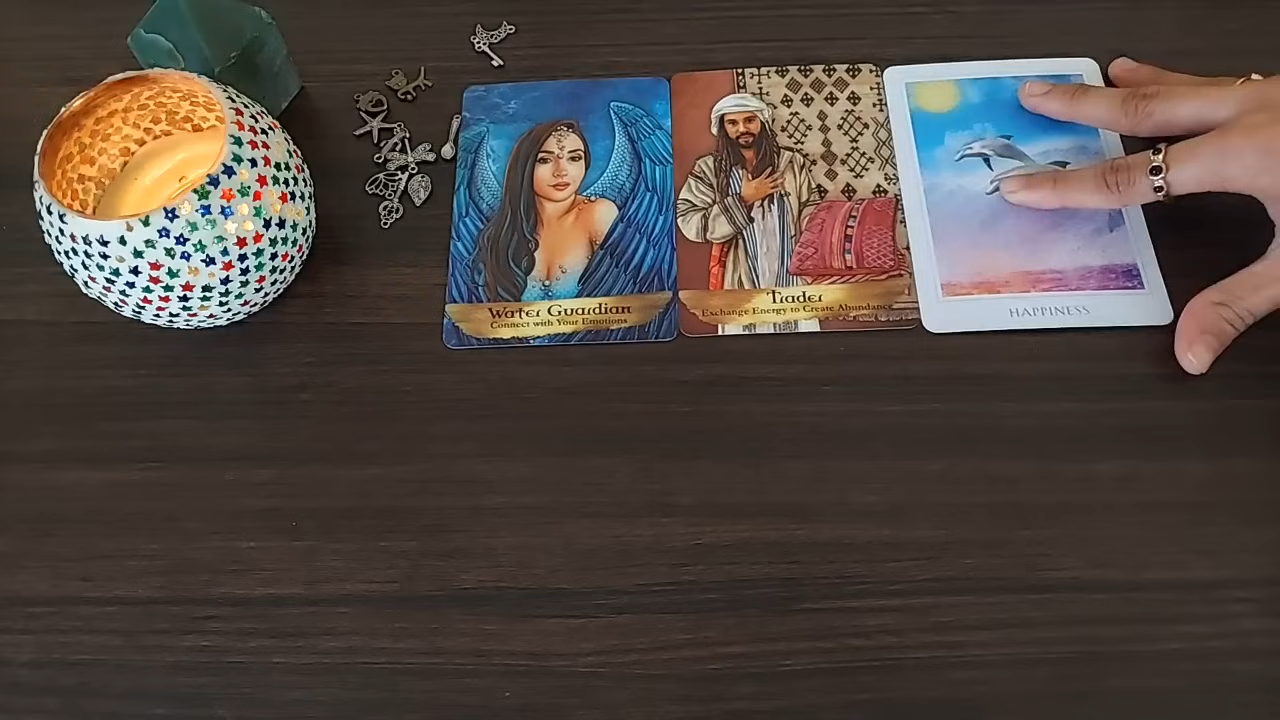 Water Guardian
Connect with Your Emotions
Trader
Exchange Energy to Create Abundance
HAPPINESS